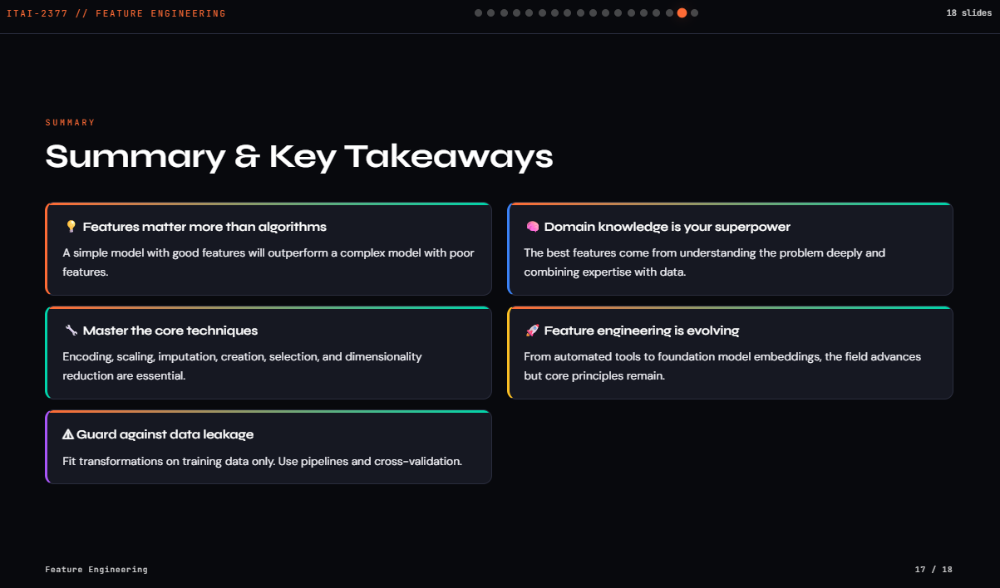 ITAI-2377 // FEATURE ENGINEERING
18 slides
SUMMARY
Summary & Key Takeaways
💡 Features matter more than algorithms
A simple model with good features will outperform a complex model with poor
features.
🧠 Domain knowledge is your superpower
The best features come from understanding the problem deeply and
combining expertise with data.
🔧 Master the core techniques
Encoding, scaling, imputation, creation, selection, and dimensionality
reduction are essential.
🚀 Feature engineering is evolving
From automated tools to foundation model embeddings, the field advances
but core principles remain.
⚠ Guard against data leakage
Fit transformations on training data only. Use pipelines and cross-validation.
Feature Engineering
17 / 18